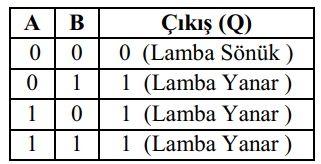 A B Çıkış (Q)
0 0 0 (Lamba Sönük )
0 1 1 (Lamba Yanar )
1 0 1 (Lamba Yanar )
1 1 1 (Lamba Yanar )